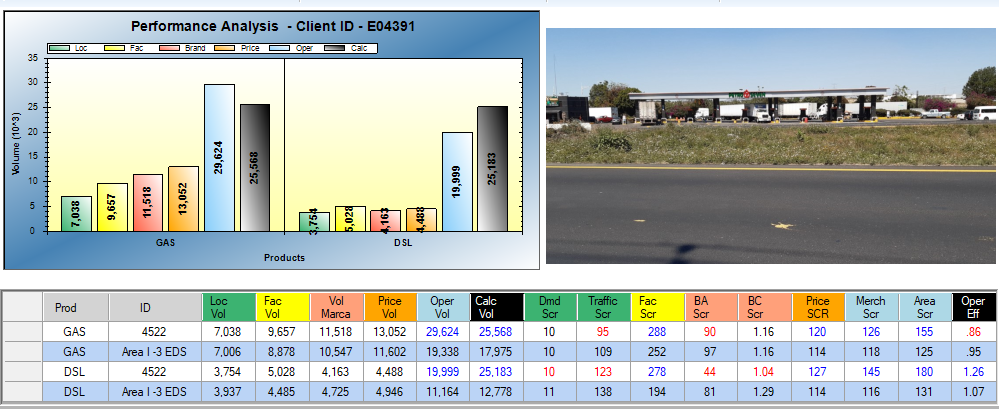 Performance Analysis - Client ID - E04391
Loc Fac Brand Price Oper Calc
Volume (10^3)
35
30
25
20
15
10
5
0
7,038 9,657 11,518 13,052 29,624 25,568
3,754 5,028 4,163 4,488 19,999 25,183
GAS DSL
Products
Prod ID Loc Vol Fac Vol Vol Marca Price Vol Oper Vol Calc Vol Dmd Scr Traffic Scr Fac Scr BA Scr BC Scr Price SCR Merch Scr Area Scr Oper Eff
GAS 4522 7,038 9,657 11,518 13,052 29,624 25,568 10 95 288 90 1.16 120 126 155 .86
GAS Area I -3 EDS 7,006 8,878 10,547 11,602 19,338 17,975 10 109 252 97 1.16 114 118 125 .95
DSL 4522 3,754 5,028 4,163 4,488 19,999 25,183 10 123 278 44 1.04 127 145 180 1.26
DSL Area I -3 EDS 3,937 4,485 4,725 4,946 11,164 12,778 11 138 194 81 1.29 114 116 131 1.07